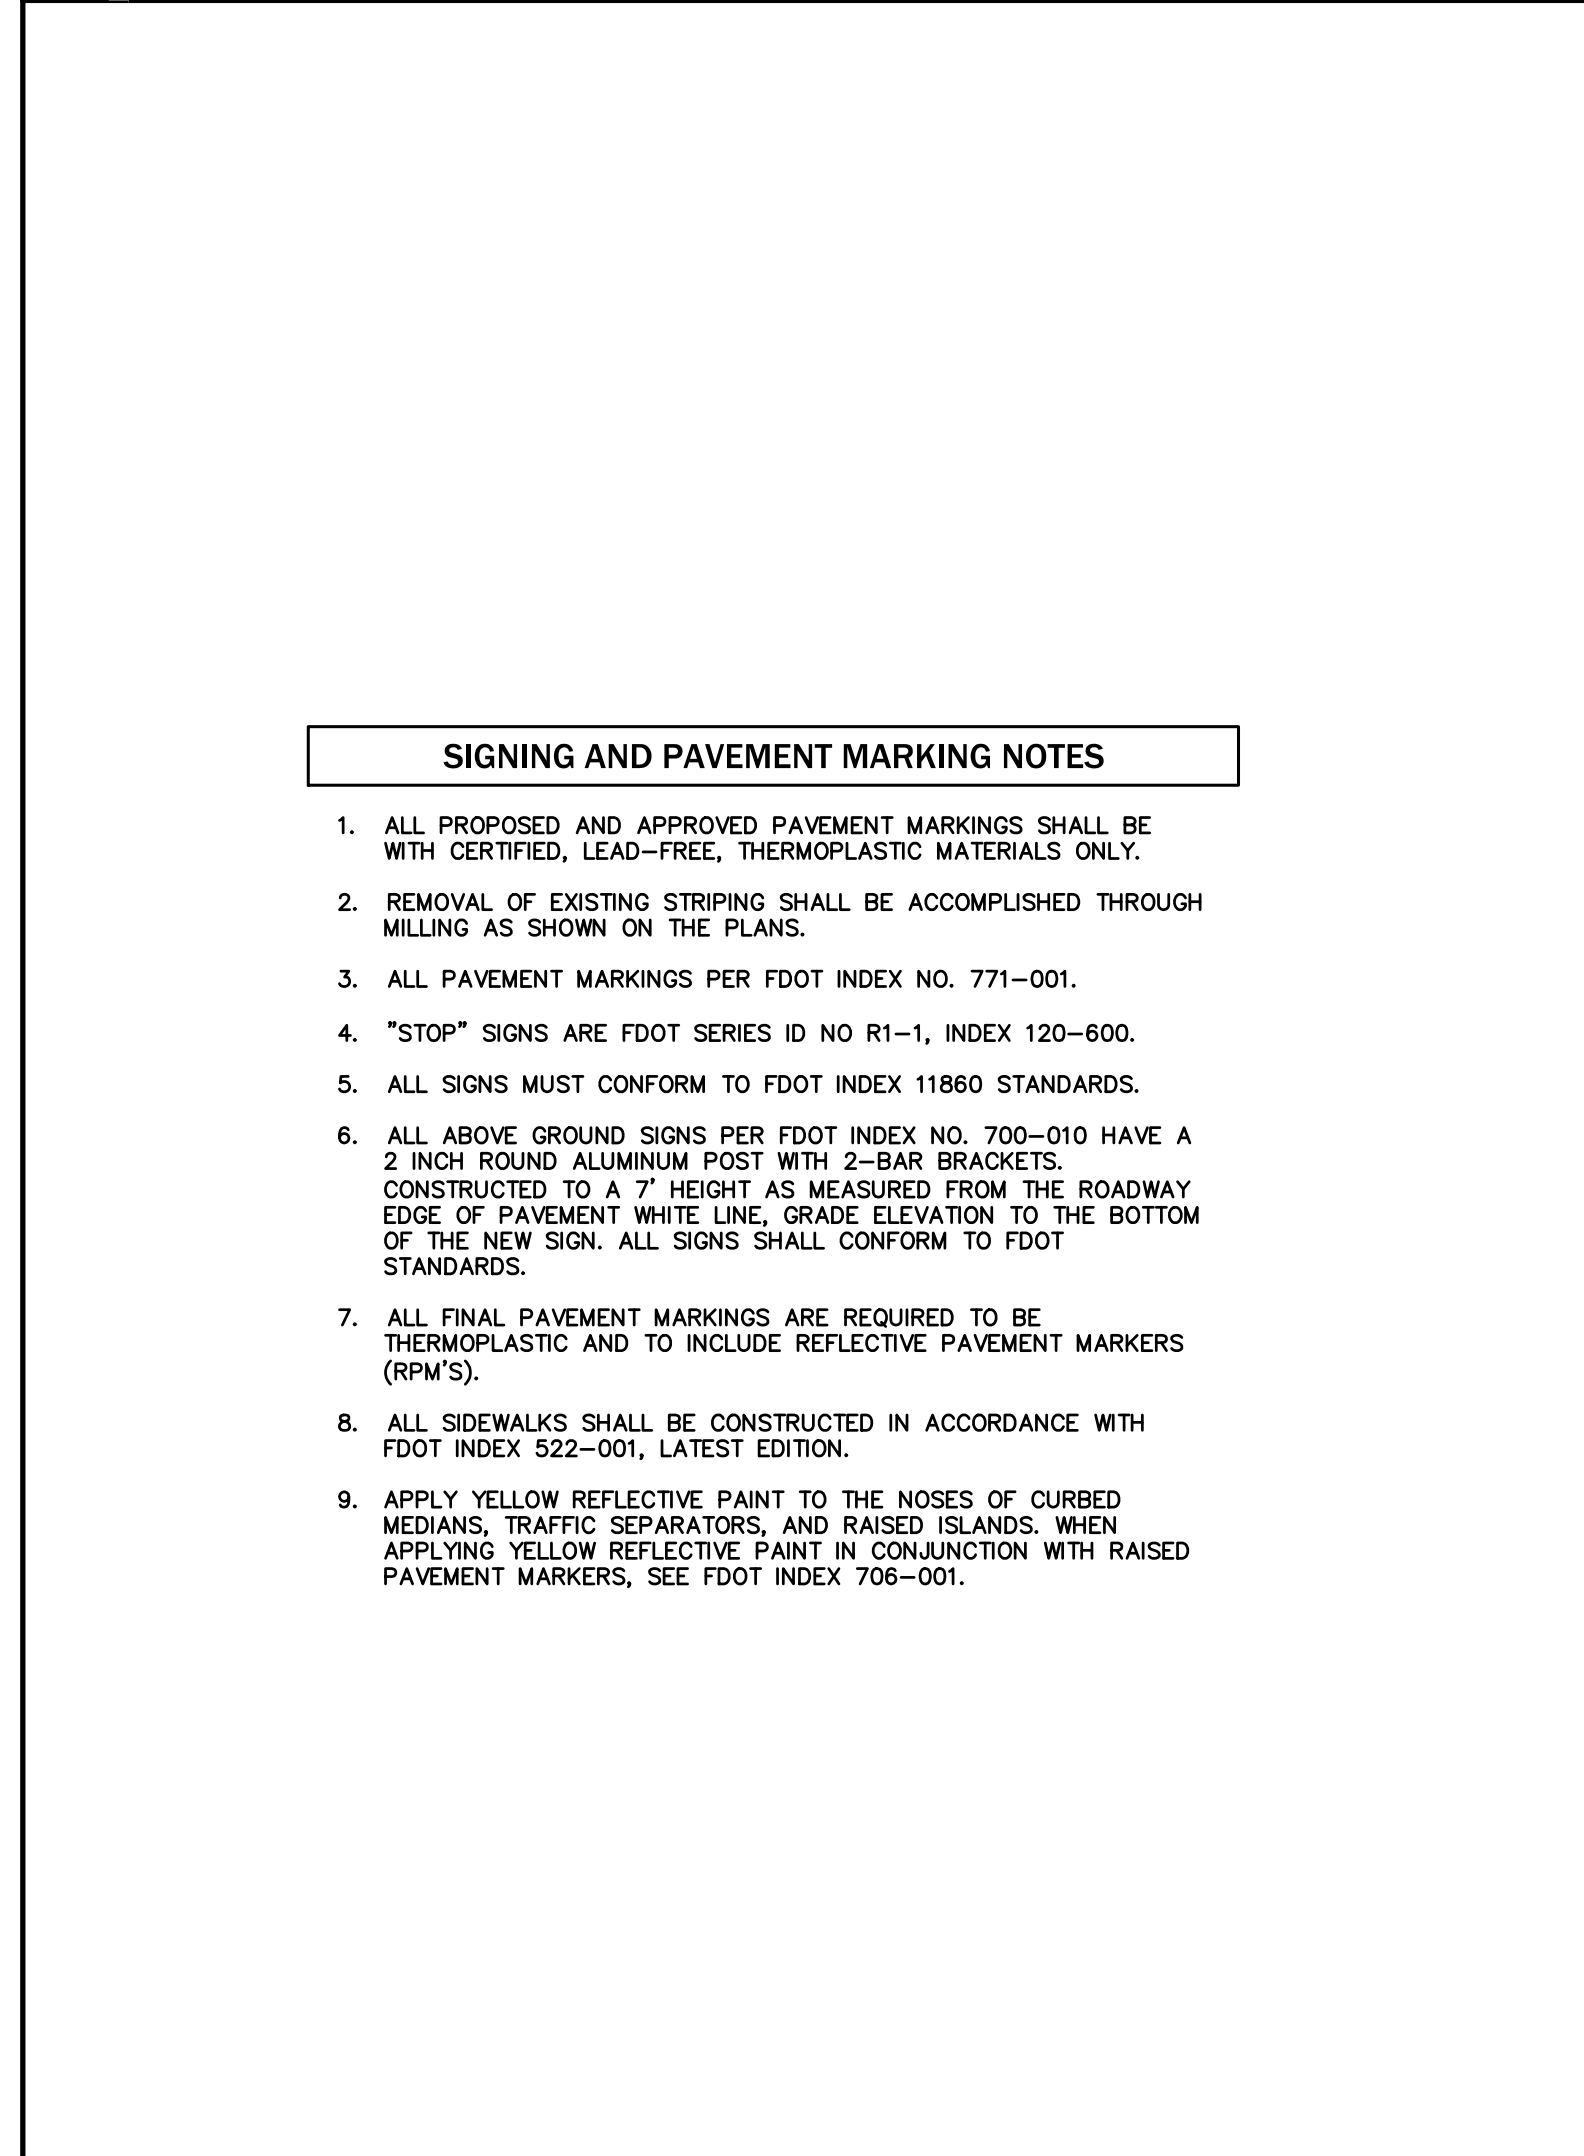 SIGNING AND PAVEMENT MARKING NOTES
1. ALL PROPOSED AND APPROVED PAVEMENT MARKINGS SHALL BE
WITH CERTIFIED, LEAD-FREE, THERMOPLASTIC MATERIALS ONLY.
2. REMOVAL OF EXISTING STRIPING SHALL BE ACCOMPLISHED THROUGH
MILLING AS SHOWN ON THE PLANS.
3. ALL PAVEMENT MARKINGS PER FDOT INDEX NO. 771-001.
4. "STOP" SIGNS ARE FDOT SERIES ID NO R1-1, INDEX 120-600.
5. ALL SIGNS MUST CONFORM TO FDOT INDEX 11860 STANDARDS.
6. ALL ABOVE GROUND SIGNS PER FDOT INDEX NO. 700-010 HAVE A
2 INCH ROUND ALUMINUM POST WITH 2-BAR BRACKETS.
CONSTRUCTED TO A 7' HEIGHT AS MEASURED FROM THE ROADWAY
EDGE OF PAVEMENT WHITE LINE, GRADE ELEVATION TO THE BOTTOM
OF THE NEW SIGN. ALL SIGNS SHALL CONFORM TO FDOT
STANDARDS.
7. ALL FINAL PAVEMENT MARKINGS ARE REQUIRED TO BE
THERMOPLASTIC AND TO INCLUDE REFLECTIVE PAVEMENT MARKERS
(RPM'S).
8. ALL SIDEWALKS SHALL BE CONSTRUCTED IN ACCORDANCE WITH
FDOT INDEX 522-001, LATEST EDITION.
9. APPLY YELLOW REFLECTIVE PAINT TO THE NOSES OF CURBED
MEDIANS, TRAFFIC SEPARATORS, AND RAISED ISLANDS. WHEN
APPLYING YELLOW REFLECTIVE PAINT IN CONJUNCTION WITH RAISED
PAVEMENT MARKERS, SEE FDOT INDEX 706-001.